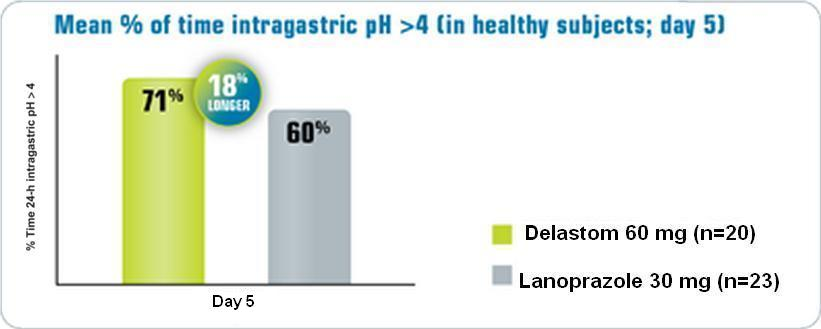 Mean % of time intragastric pH >4 (in healthy subjects; day 5)
% Time 24-h intragastric pH > 4
71%
18%
LONGER
60%
Day 5
Delastom 60 mg (n=20)
Lanoprazole 30 mg (n=23)